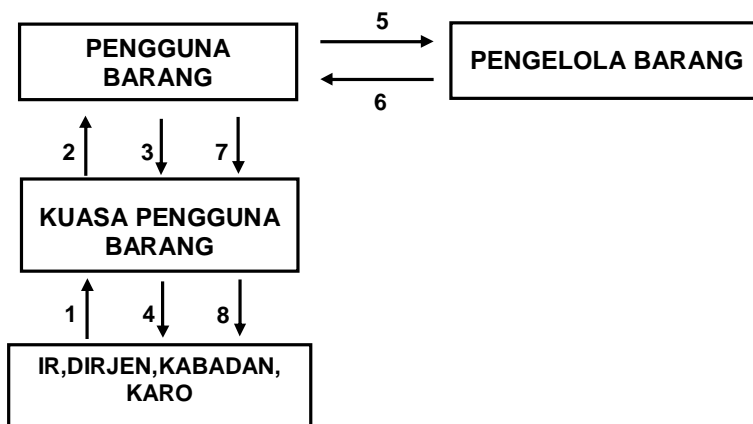 5
PENGGUNA
BARANG
PENGELOLA BARANG
6
2 3 7
KUASA PENGGUNA
BARANG
1 4 8
IR,DIRJEN,KABADAN,
KARO